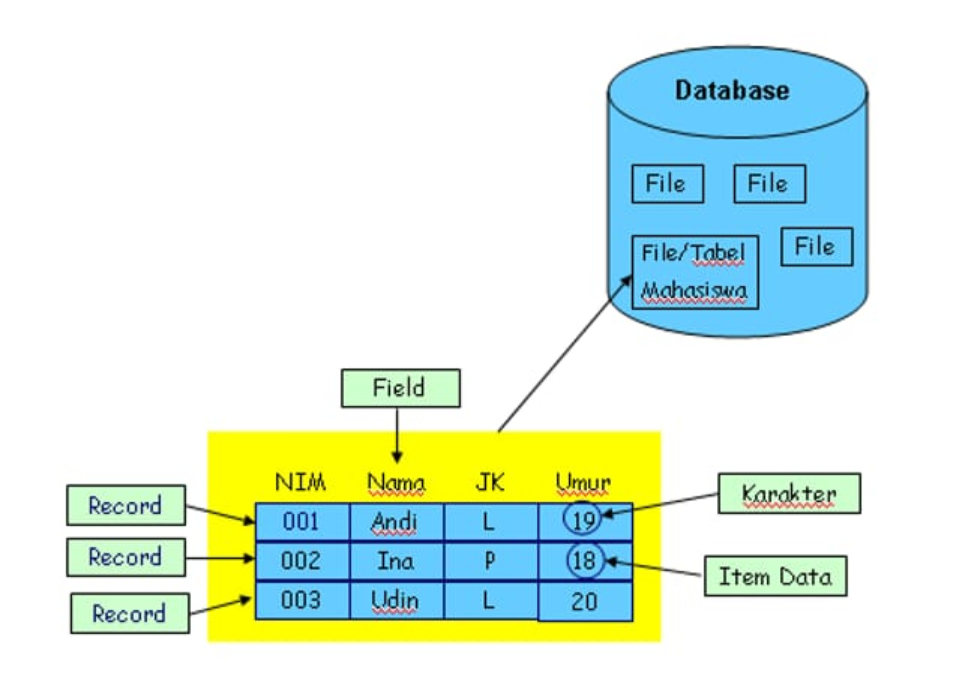 Database
File
File
File/Tabel
Mahasiswa
File
Field
NIM Nama JK Umur
Record
001 Andi L 19
Karakter
Record
002 Ina P 18
Item Data
Record
003 Udin L 20